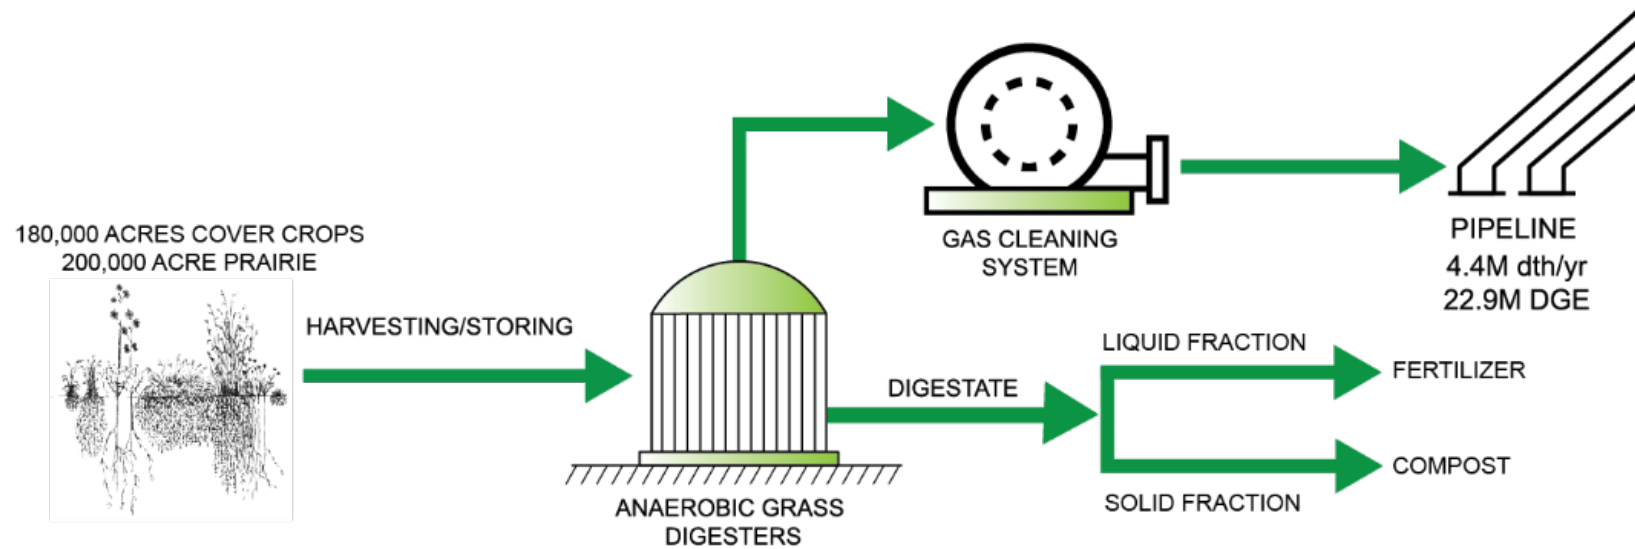 180,000 ACRES COVER CROPS
200,000 ACRE PRAIRIE
HARVESTING/STORING
ANAEROBIC GRASS
DIGESTERS
GAS CLEANING
SYSTEM
PIPELINE
4.4M dth/yr
22.9M DGE
DIGESTATE
LIQUID FRACTION
FERTILIZER
SOLID FRACTION
COMPOST